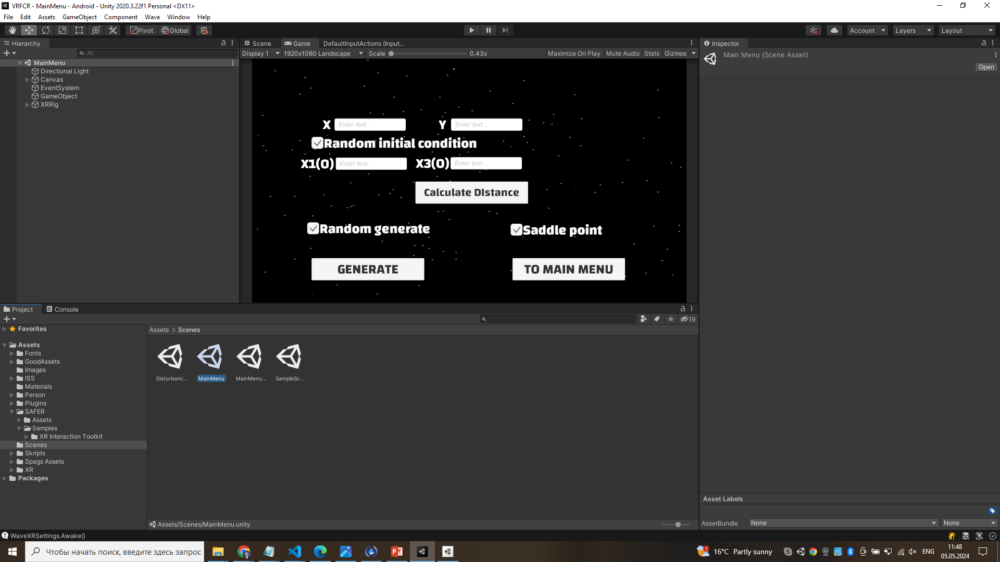 VRFCR - MainMenu - Android - Unity 2020.3.22f1 Personal <DX11>
File Edit Assets GameObject Component Wave Window Help
Pivot Global Account Layers Layout
Hierarchy
All
MainMenu
Directional Light
Canvas
EventSystem
GameObject
XRRig
Scene Game DefaultInputActions (Input...
Display 1 1920x1080 Landscape Scale 0.43x Maximize On Play Mute Audio Stats Gizmos
X Enter text... Y Enter text...
Random initial condition
X1(0) Enter text... X3(0) Enter text...
Calculate DIstance
Random generate Saddle point
GENERATE TO MAIN MENU
Inspector
Main Menu (Scene Asset)
Open
Project Console
19
Favorites
Assets
Fonts
GoodAssets
Images
ISS
Materials
Person
Plugins
SAFER
Assets
Samples
XR Interaction Toolkit
Scenes
Skripts
Spags Assets
XR
Packages
Assets > Scenes
Disturbanc... MainMenu MainMenu... SampleSc...
Assets/Scenes/MainMenu.unity
Asset Labels
AssetBundle None None
WaveXRSettings.Awake()
Чтобы начать поиск, введите здесь запрос
1 16°C Partly sunny ENG 11:48
05.05.2024